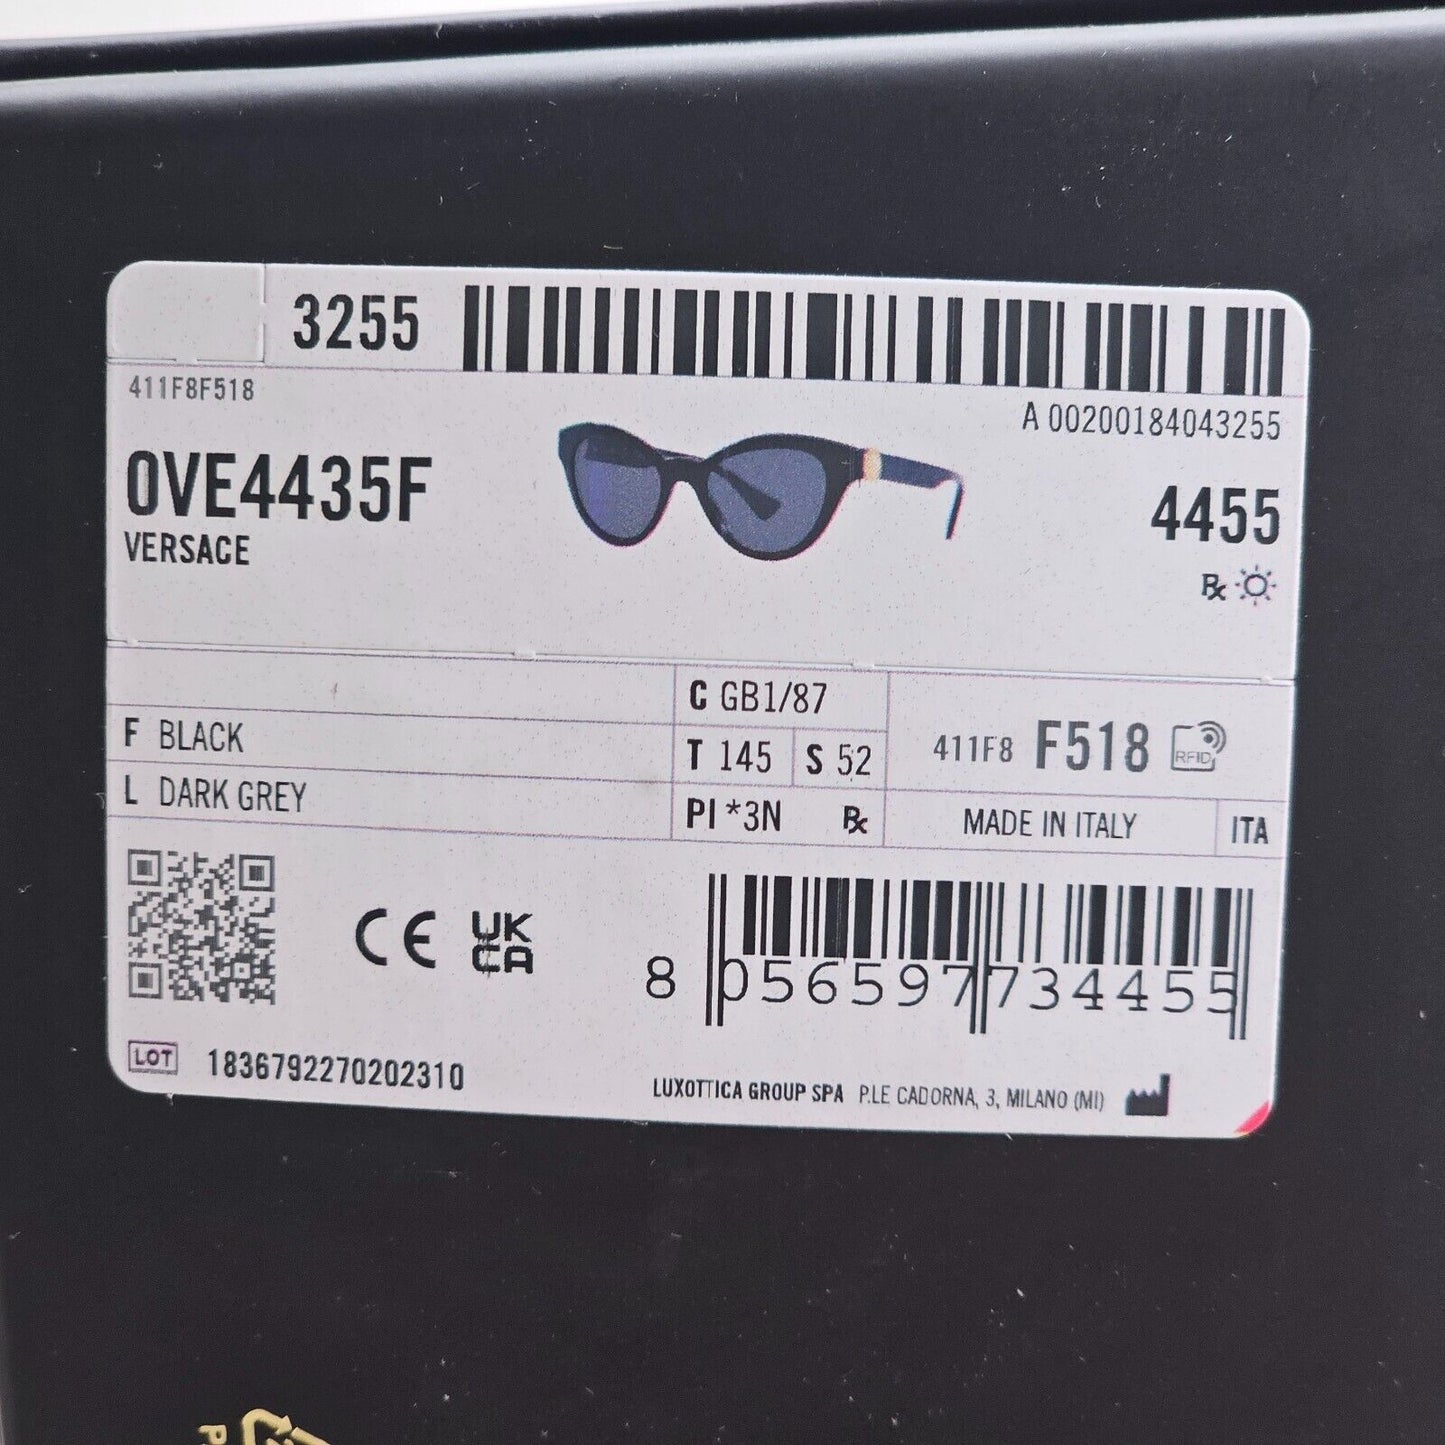 3255
411F8F518
A 00200184043255
0VE4435F
VERSACE
4455
Rx
C GB1/87
F BLACK
T 145 S 52
411F8 F518 RFID
L DARK GREY
PI *3N Rx
MADE IN ITALY ITA
CE UK CA
8 056597 734455
LOT 1836792270202310
LUXOTTICA GROUP SPA P.LE CADORNA, 3, MILANO (MI)